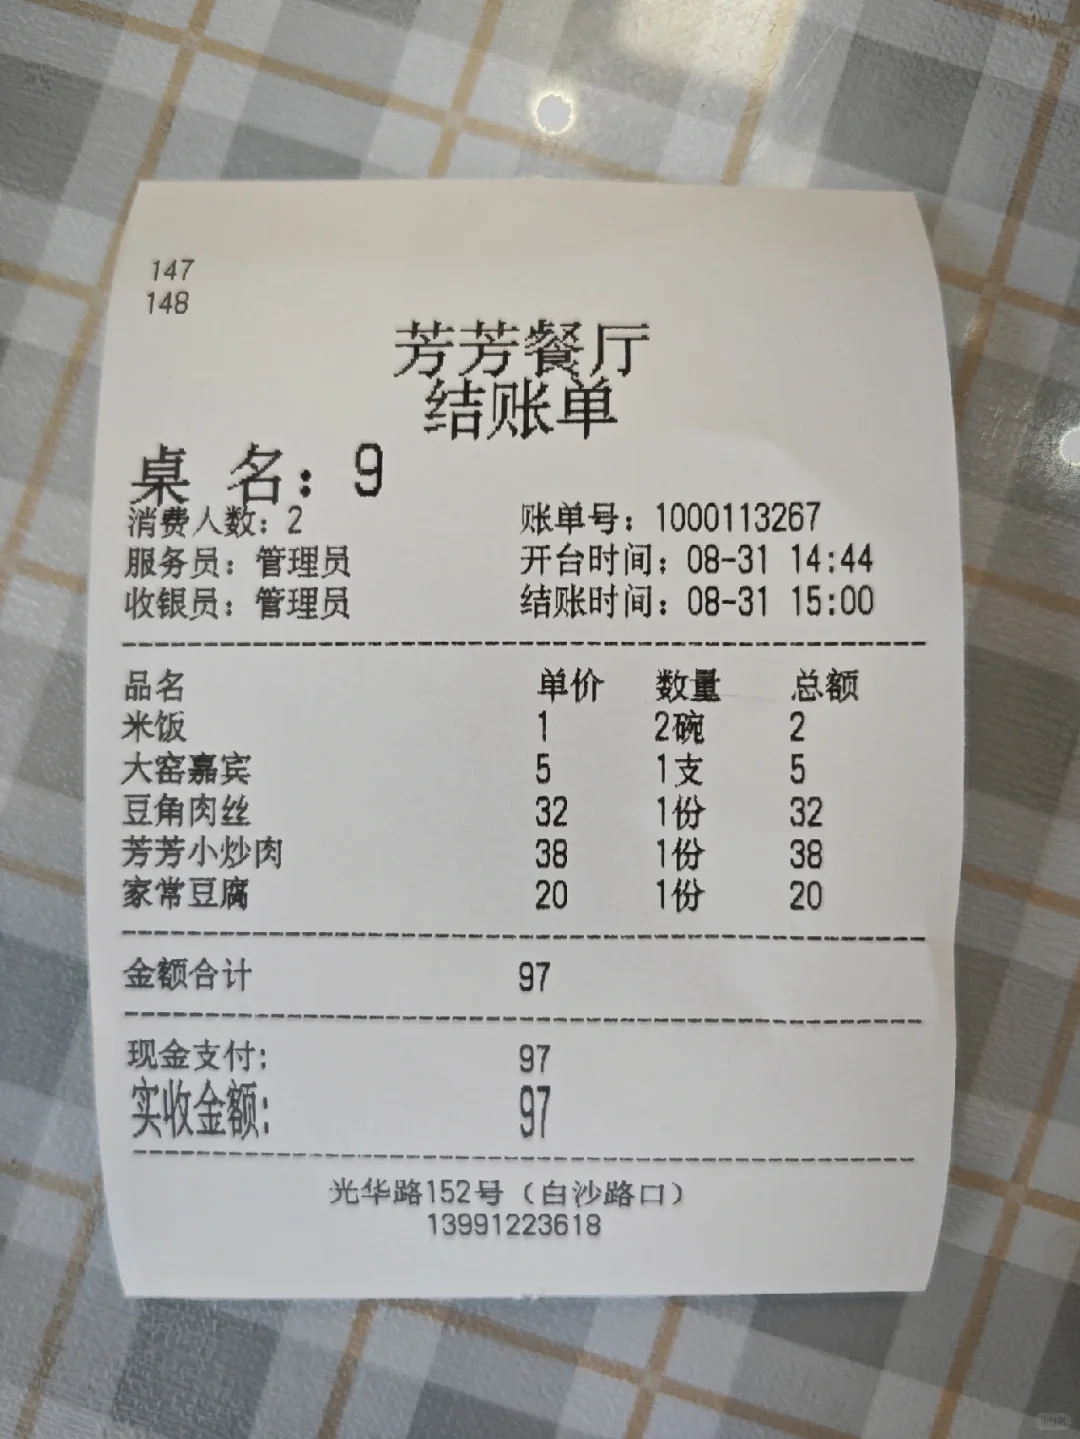 147
148
芳芳餐厅
结账单
桌 名：9
消费人数：2 账单号：1000113267
服务员：管理员 开台时间：08-31 14:44
收银员：管理员 结账时间：08-31 15:00
品名 单价 数量 总额
米饭 1 2碗 2
大窑嘉宾 5 1支 5
豆角肉丝 32 1份 32
芳芳小炒肉 38 1份 38
家常豆腐 20 1份 20
金额合计 97
现金支付: 97
实收金额: 97
光华路152号（白沙路口）
13991223618